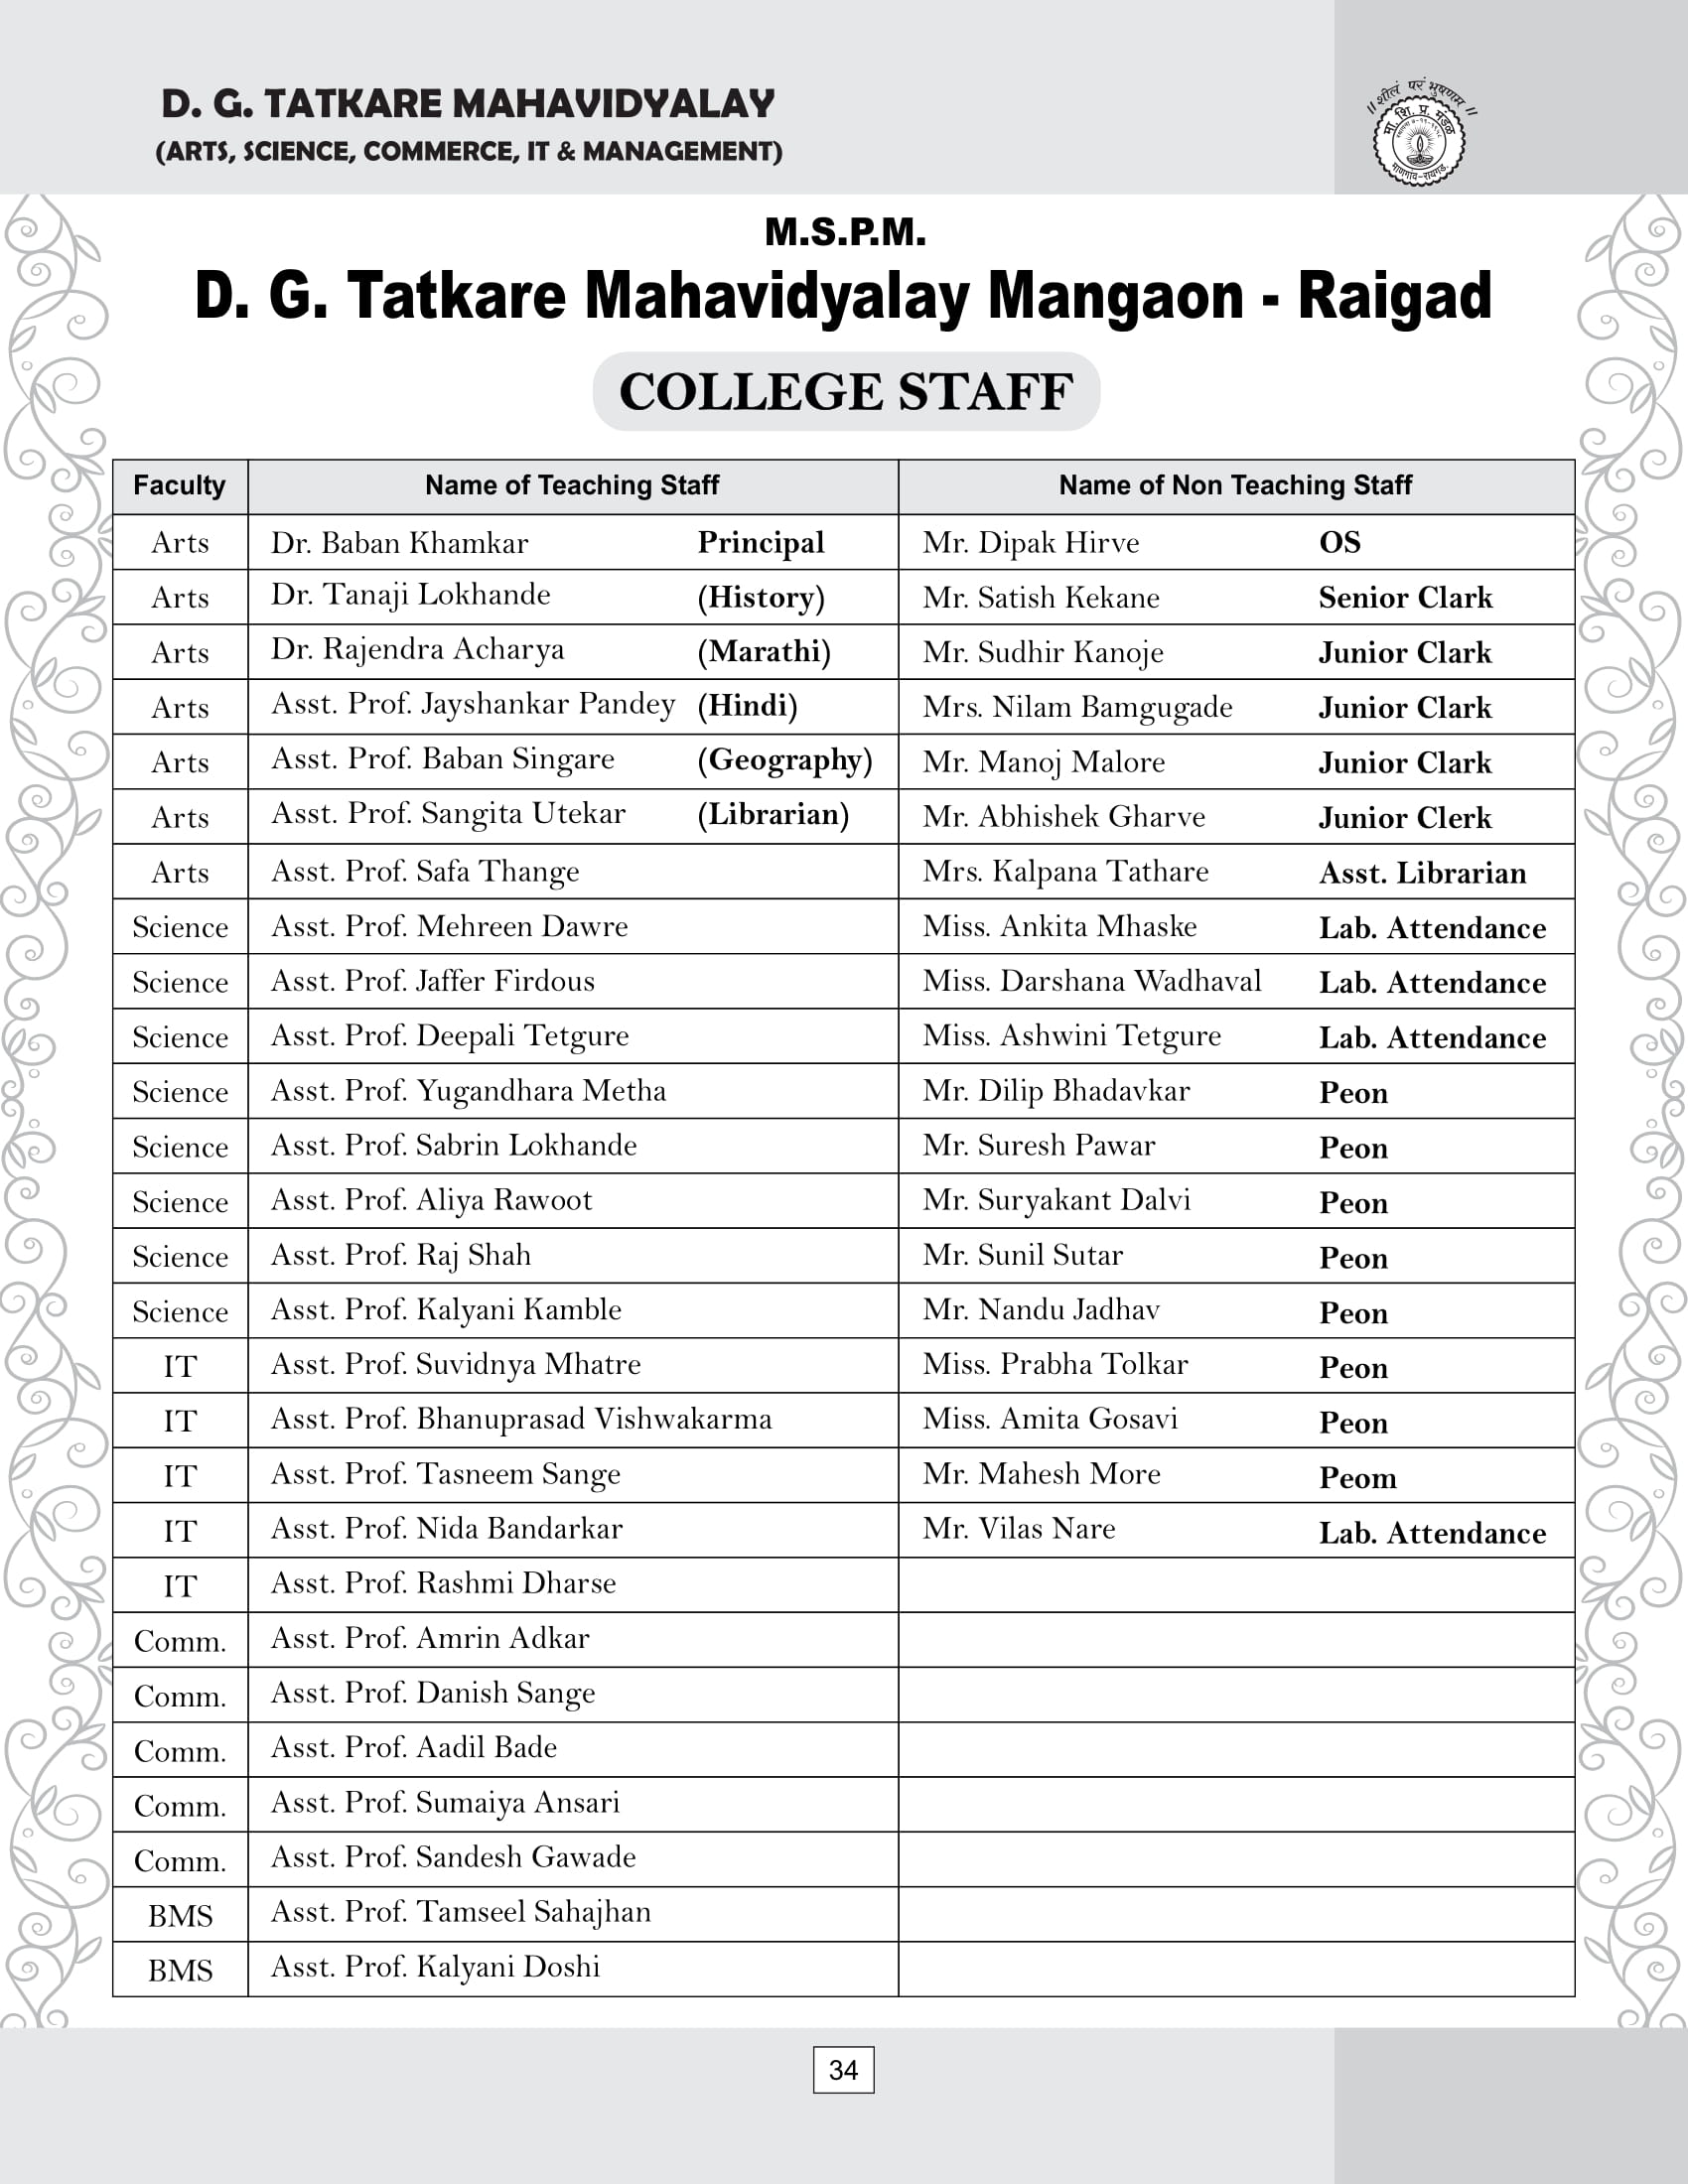 D. G. TATKARE MAHAVIDYALAY
(ARTS, SCIENCE, COMMERCE, IT & MANAGEMENT)
॥ शीलं परं भुषणम ॥
मा. शि. प्र. मंडळ
माणगांव-रायगड.
M.S.P.M.
D. G. Tatkare Mahavidyalay Mangaon - Raigad
COLLEGE STAFF
Faculty Name of Teaching Staff Name of Non Teaching Staff
Arts Dr. Baban Khamkar Principal Mr. Dipak Hirve OS
Arts Dr. Tanaji Lokhande (History) Mr. Satish Kekane Senior Clark
Arts Dr. Rajendra Acharya (Marathi) Mr. Sudhir Kanoje Junior Clark
Arts Asst. Prof. Jayshankar Pandey (Hindi) Mrs. Nilam Bamgugade Junior Clark
Arts Asst. Prof. Baban Singare (Geography) Mr. Manoj Malore Junior Clark
Arts Asst. Prof. Sangita Utekar (Librarian) Mr. Abhishek Gharve Junior Clerk
Arts Asst. Prof. Safa Thange Mrs. Kalpana Tathare Asst. Librarian
Science Asst. Prof. Mehreen Dawre Miss. Ankita Mhaske Lab. Attendance
Science Asst. Prof. Jaffer Firdous Miss. Darshana Wadhaval Lab. Attendance
Science Asst. Prof. Deepali Tetgure Miss. Ashwini Tetgure Lab. Attendance
Science Asst. Prof. Yugandhara Metha Mr. Dilip Bhadavkar Peon
Science Asst. Prof. Sabrin Lokhande Mr. Suresh Pawar Peon
Science Asst. Prof. Aliya Rawoot Mr. Suryakant Dalvi Peon
Science Asst. Prof. Raj Shah Mr. Sunil Sutar Peon
Science Asst. Prof. Kalyani Kamble Mr. Nandu Jadhav Peon
IT Asst. Prof. Suvidnya Mhatre Miss. Prabha Tolkar Peon
IT Asst. Prof. Bhanuprasad Vishwakarma Miss. Amita Gosavi Peon
IT Asst. Prof. Tasneem Sange Mr. Mahesh More Peom
IT Asst. Prof. Nida Bandarkar Mr. Vilas Nare Lab. Attendance
IT Asst. Prof. Rashmi Dharse
Comm. Asst. Prof. Amrin Adkar
Comm. Asst. Prof. Danish Sange
Comm. Asst. Prof. Aadil Bade
Comm. Asst. Prof. Sumaiya Ansari
Comm. Asst. Prof. Sandesh Gawade
BMS Asst. Prof. Tamseel Sahajhan
BMS Asst. Prof. Kalyani Doshi
34